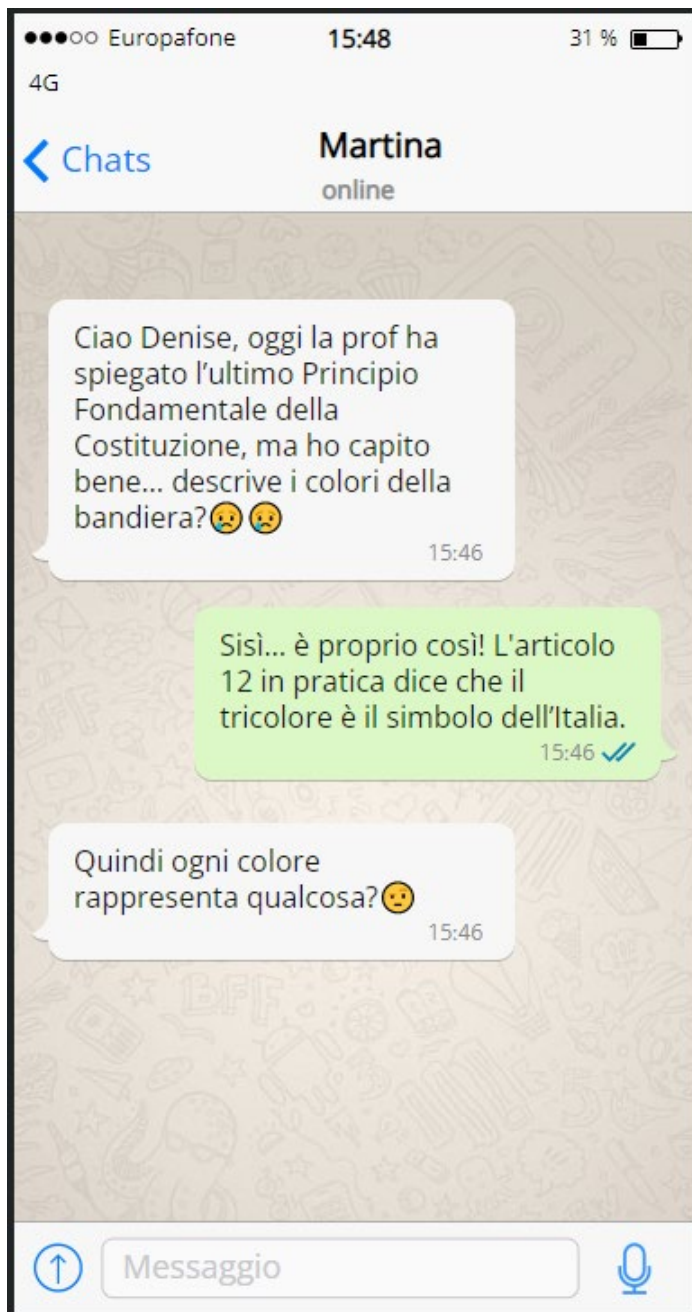 ●●●○○ Europafone 15:48 31 %
4G
Chats Martina
online
Ciao Denise, oggi la prof ha
spiegato l’ultimo Principio
Fondamentale della
Costituzione, ma ho capito
bene... descrive i colori della
bandiera?😢😢
15:46
Sisì... è proprio così! L'articolo
12 in pratica dice che il
tricolore è il simbolo dell’Italia.
15:46
Quindi ogni colore
rappresenta qualcosa?🤨
15:46
BFF
BFF
Messaggio